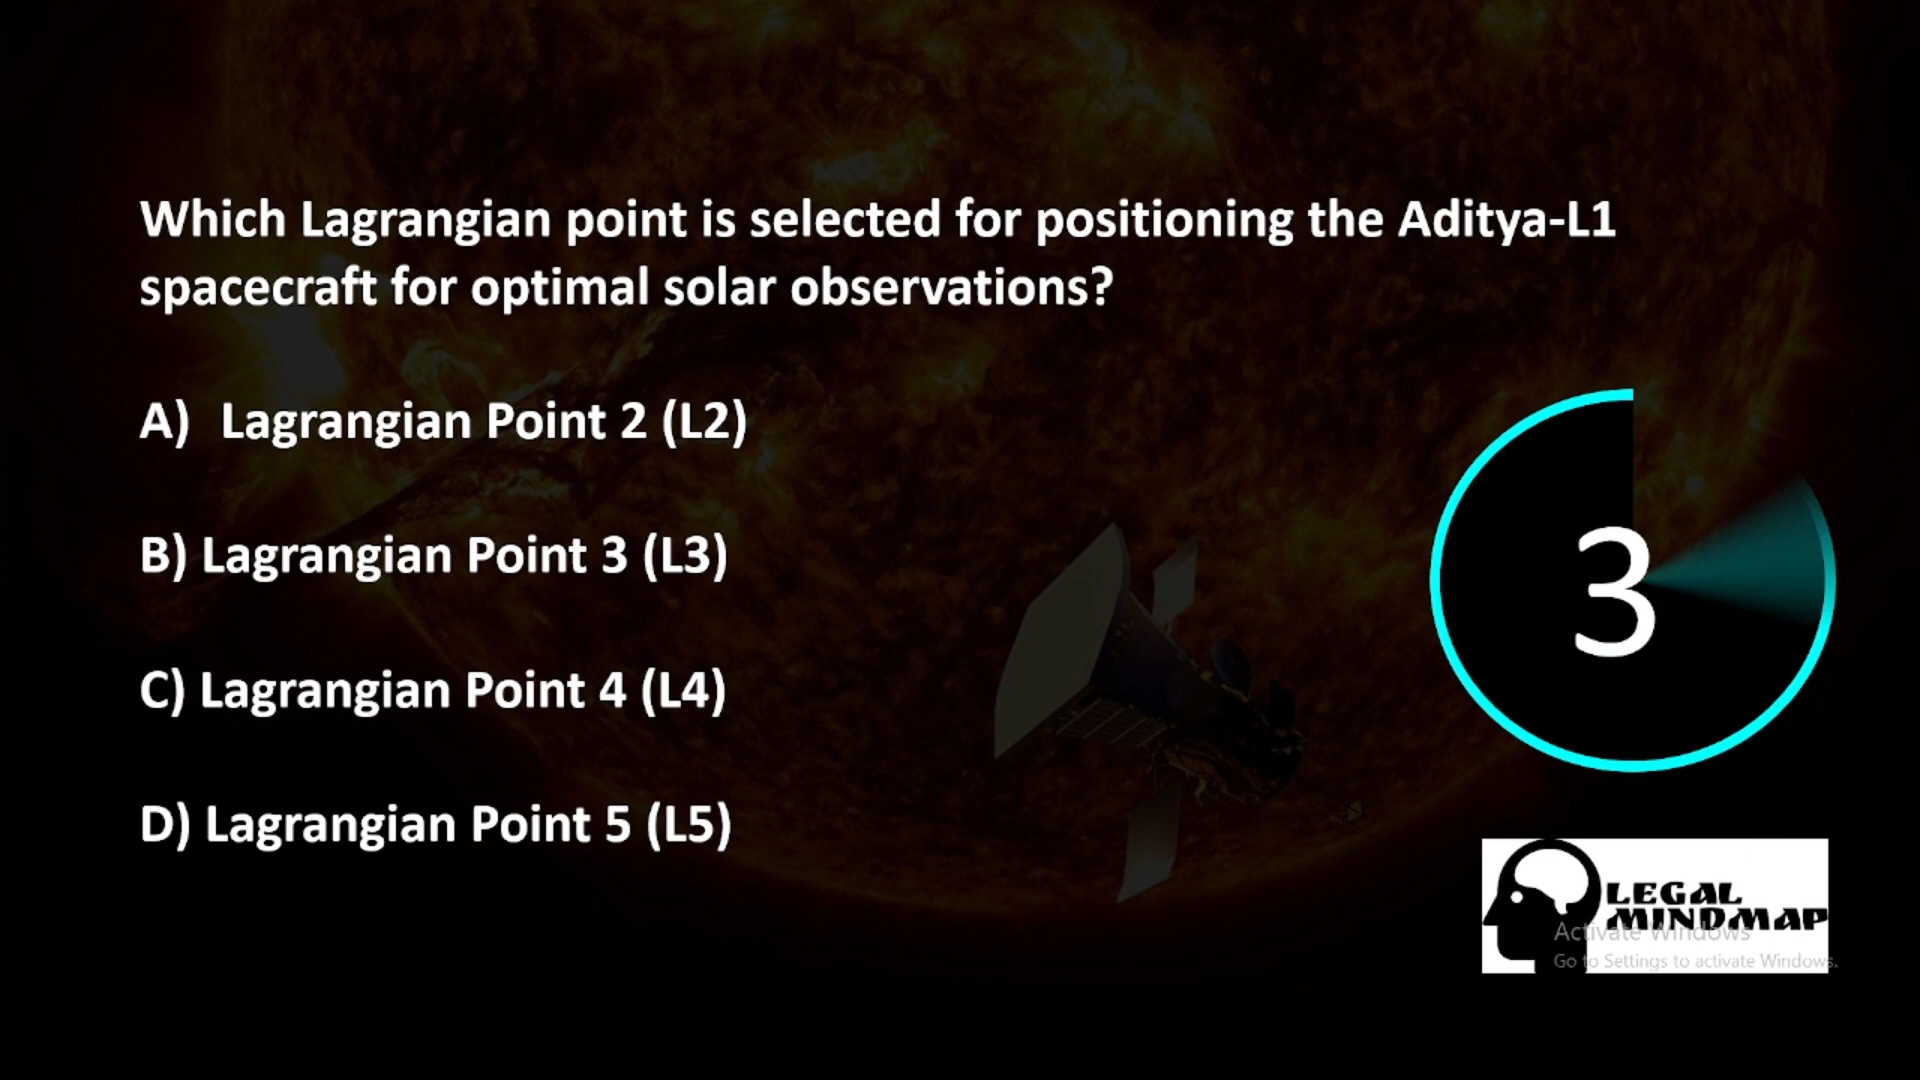 Which Lagrangian point is selected for positioning the Aditya-L1
spacecraft for optimal solar observations?
A) Lagrangian Point 2 (L2)
B) Lagrangian Point 3 (L3)
3
C) Lagrangian Point 4 (L4)
D) Lagrangian Point 5 (L5)
LEGAL
MINDMAP
Activate Windows
Go to Settings to activate Windows.